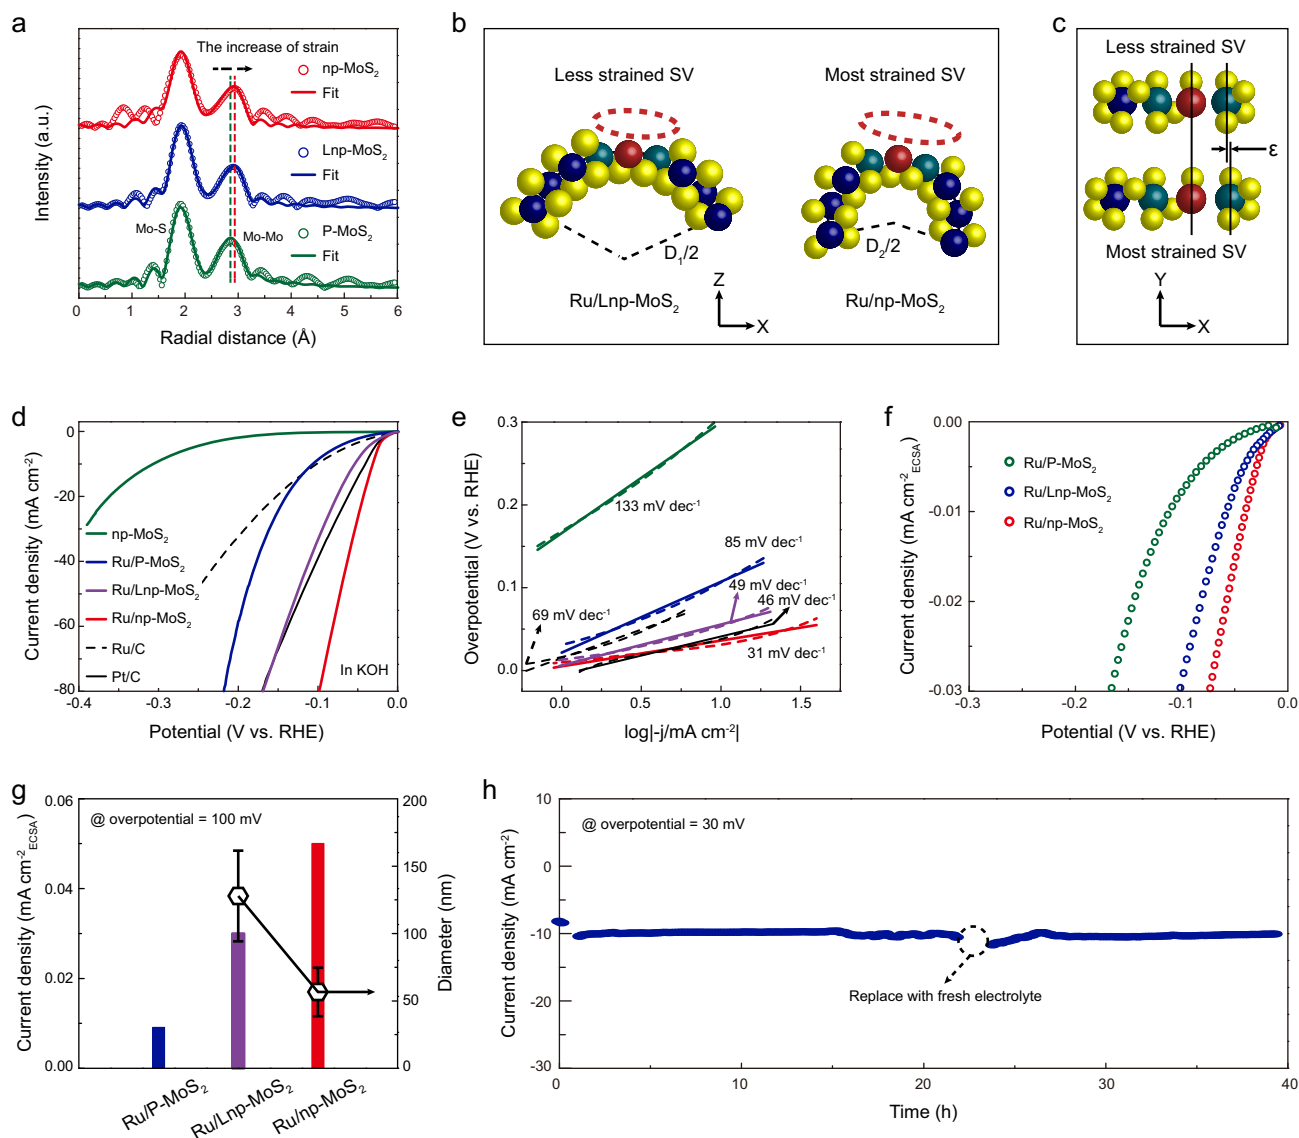 a
The increase of strain
np-MoS2
Fit
Lnp-MoS2
Fit
P-MoS2
Fit
Mo-S
Mo-Mo
Intensity (a.u.)
0 1 2 3 4 5 6
Radial distance (Å)
b
Less strained SV
Most strained SV
D1/2
D2/2
Ru/Lnp-MoS2
Ru/np-MoS2
Z
X
c
Less strained SV
ε
Most strained SV
Y
X
d
0
-20
-40
-60
-80
Current density (mA cm-2)
np-MoS2
Ru/P-MoS2
Ru/Lnp-MoS2
Ru/np-MoS2
Ru/C
Pt/C
In KOH
-0.4 -0.3 -0.2 -0.1 0.0
Potential (V vs. RHE)
e
0.3
0.2
0.1
0.0
Overpotential (V vs. RHE)
133 mV dec-1
85 mV dec-1
49 mV dec-1
46 mV dec-1
69 mV dec-1
31 mV dec-1
0.0 0.5 1.0 1.5
log|-j/mA cm-2|
f
0.00
-0.01
-0.02
-0.03
Current density (mA cm-2ECSA)
Ru/P-MoS2
Ru/Lnp-MoS2
Ru/np-MoS2
-0.3 -0.2 -0.1 0.0
Potential (V vs. RHE)
g
0.06
0.04
0.02
0.00
Current density (mA cm-2ECSA)
@ overpotential = 100 mV
200
150
100
50
0
Diameter (nm)
Ru/P-MoS2
Ru/Lnp-MoS2
Ru/np-MoS2
h
10
0
-10
-20
-30
Current density (mA cm-2)
@ overpotential = 30 mV
Replace with fresh electrolyte
0 10 20 30 40
Time (h)